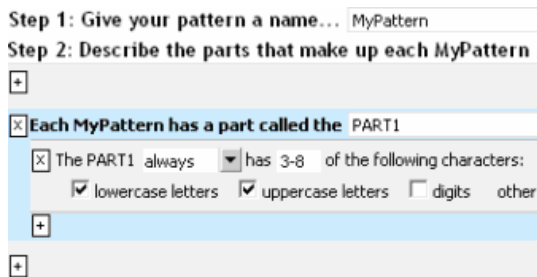 Step 1: Give your pattern a name... MyPattern
Step 2: Describe the parts that make up each MyPattern
+
X Each MyPattern has a part called the PART1
X The PART1 always has 3-8 of the following characters:
lowercase letters uppercase letters digits other
+
+